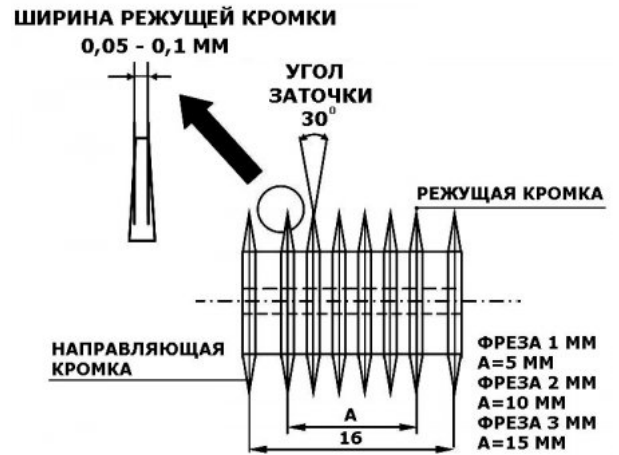 ШИРИНА РЕЖУЩЕЙ КРОМКИ
0,05 - 0,1 ММ
УГОЛ
ЗАТОЧКИ
30°
РЕЖУЩАЯ КРОМКА
НАПРАВЛЯЮЩАЯ
КРОМКА
A
16
ФРЕЗА 1 ММ
А=5 ММ
ФРЕЗА 2 ММ
А=10 ММ
ФРЕЗА 3 ММ
А=15 ММ